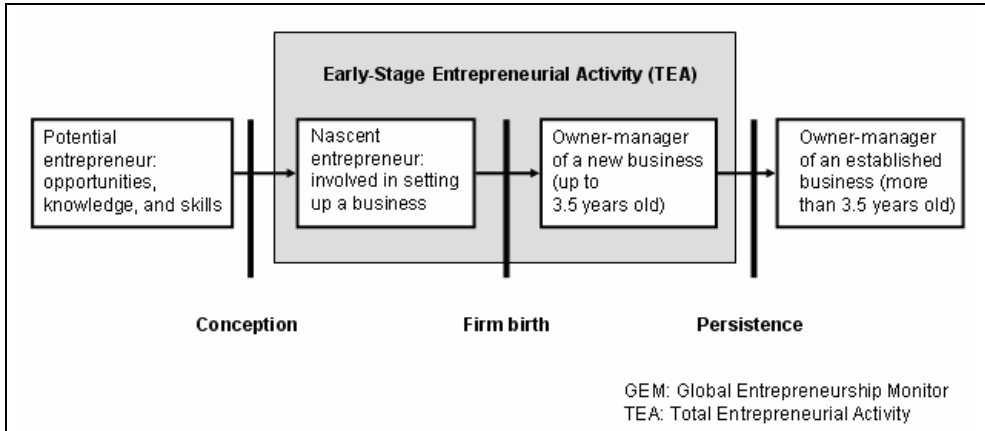 Early-Stage Entrepreneurial Activity (TEA)
Potential
entrepreneur:
opportunities,
knowledge, and skills
Nascent
entrepreneur:
involved in setting
up a business
Owner-manager
of a new business
(up to
3.5 years old)
Owner-manager
of an established
business (more
than 3.5 years old)
Conception
Firm birth
Persistence
GEM: Global Entrepreneurship Monitor
TEA: Total Entrepreneurial Activity